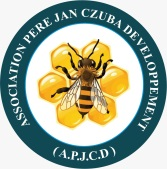 ASSOCIATION PERE JAN CZUBA DEVELOPPEMENT
( A.P.J.C.D )